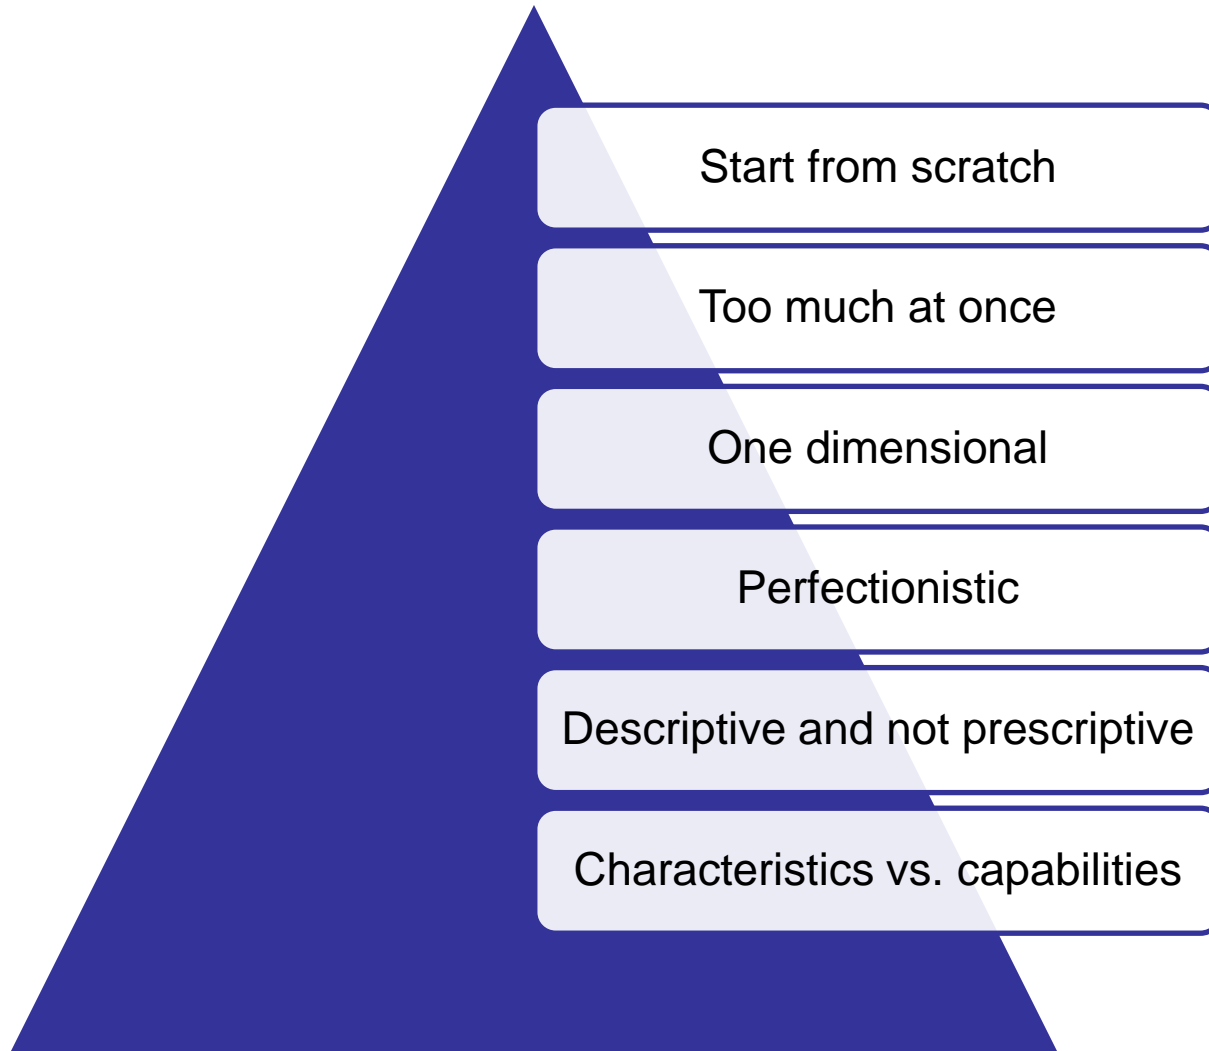 Start from scratch
Too much at once
One dimensional
Perfectionistic
Descriptive and not prescriptive
Characteristics vs. capabilities